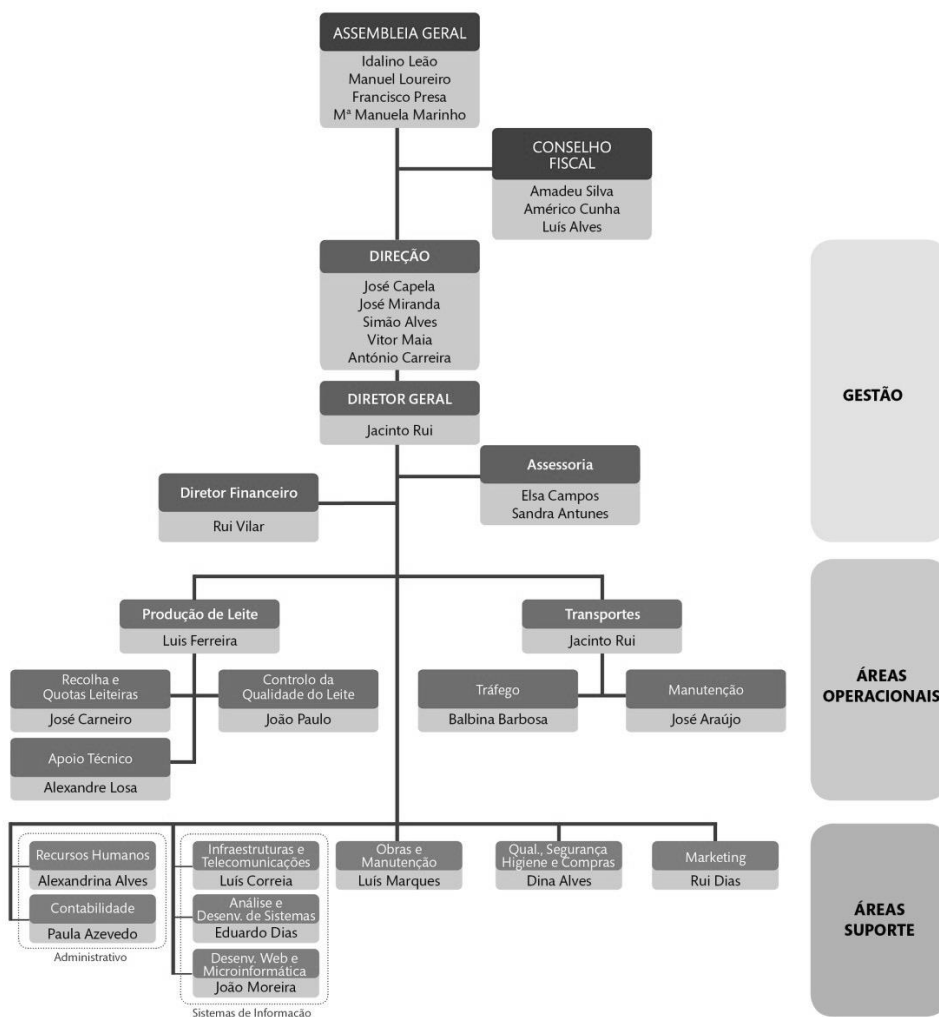 ASSEMBLEIA GERAL
Idalino Leão
Manuel Loureiro
Francisco Presa
Mª Manuela Marinho
CONSELHO
FISCAL
Amadeu Silva
Américo Cunha
Luís Alves
DIREÇÃO
José Capela
José Miranda
Simão Alves
Vitor Maia
António Carreira
DIRETOR GERAL
Jacinto Rui
GESTÃO
Assessoria
Elsa Campos
Sandra Antunes
Diretor Financeiro
Rui Vilar
Produção de Leite
Luis Ferreira
Transportes
Jacinto Rui
Recolha e
Quotas Leiteiras
José Carneiro
Controlo da
Qualidade do Leite
João Paulo
Tráfego
Balbina Barbosa
Manutenção
José Araújo
ÁREAS
OPERACIONAIS
Apoio Técnico
Alexandre Losa
Recursos Humanos
Alexandrina Alves
Contabilidade
Paula Azevedo
Administrativo
Infraestruturas e
Telecomunicações
Luís Correia
Análise e
Desenv. de Sistemas
Eduardo Dias
Desenv. Web e
Microinformática
João Moreira
Sistemas de Informação
Obras e
Manutenção
Luís Marques
Qual., Segurança
Higiene e Compras
Dina Alves
Marketing
Rui Dias
ÁREAS
SUPORTE